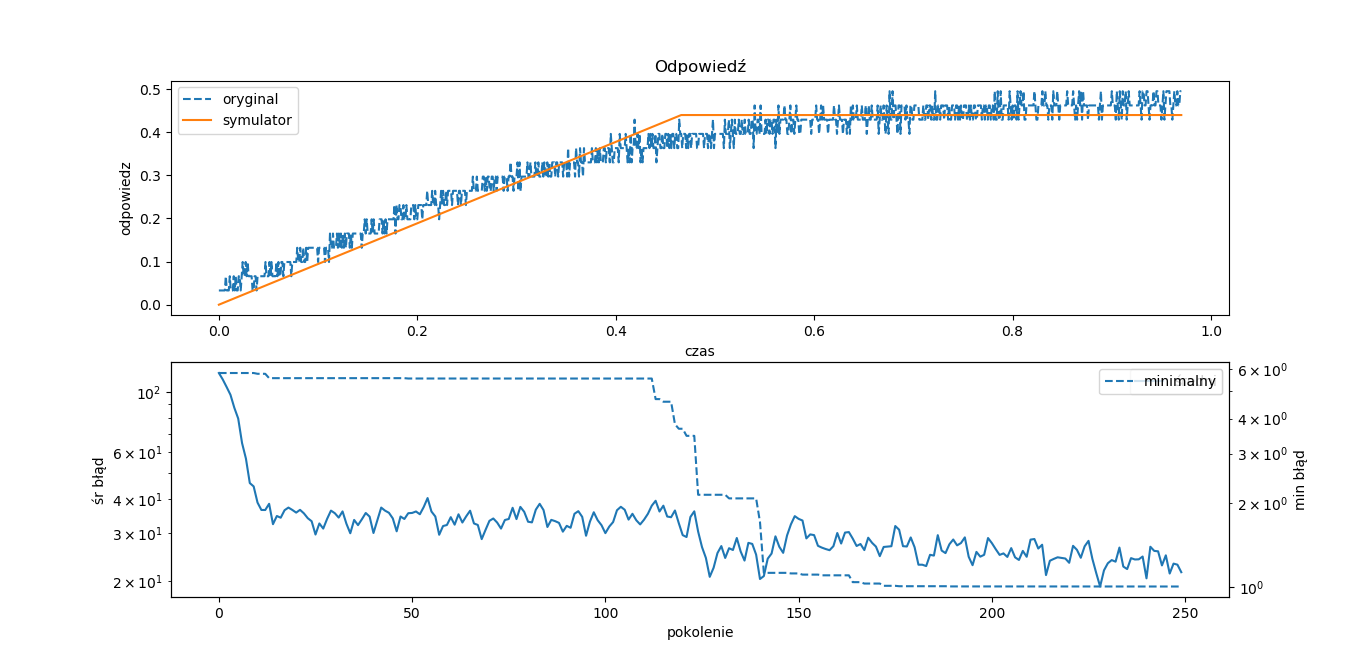 Odpowiedź
oryginal
symulator
odpowiedz
0.5
0.4
0.3
0.2
0.1
0.0
0.0 0.2 0.4 0.6 0.8 1.0
czas
minimalny
śr błąd
10²
6 × 10¹
4 × 10¹
3 × 10¹
2 × 10¹
6 × 10⁰
4 × 10⁰
3 × 10⁰
2 × 10⁰
10⁰
min błąd
0 50 100 150 200 250
pokolenie